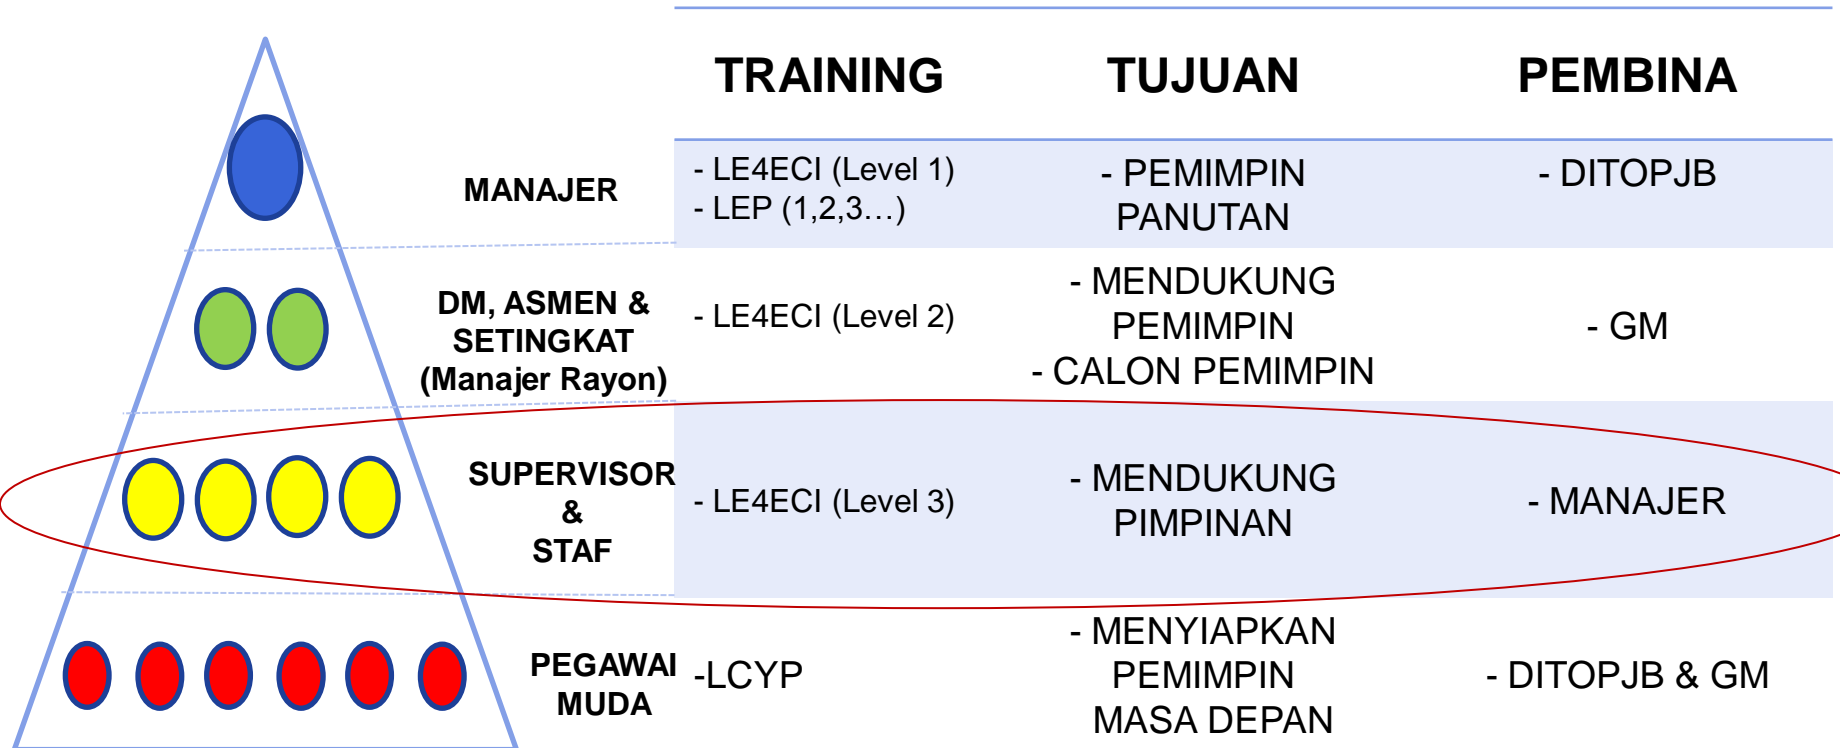 TRAINING TUJUAN PEMBINA
MANAJER
- LE4ECI (Level 1)
- LEP (1,2,3…)
- PEMIMPIN
PANUTAN
- DITOPJB
DM, ASMEN &
SETINGKAT
(Manajer Rayon)
- LE4ECI (Level 2)
- MENDUKUNG
PEMIMPIN
- CALON PEMIMPIN
- GM
SUPERVISOR
&
STAF
- LE4ECI (Level 3)
- MENDUKUNG
PIMPINAN
- MANAJER
PEGAWAI
MUDA
-LCYP
- MENYIAPKAN
PEMIMPIN
MASA DEPAN
- DITOPJB & GM